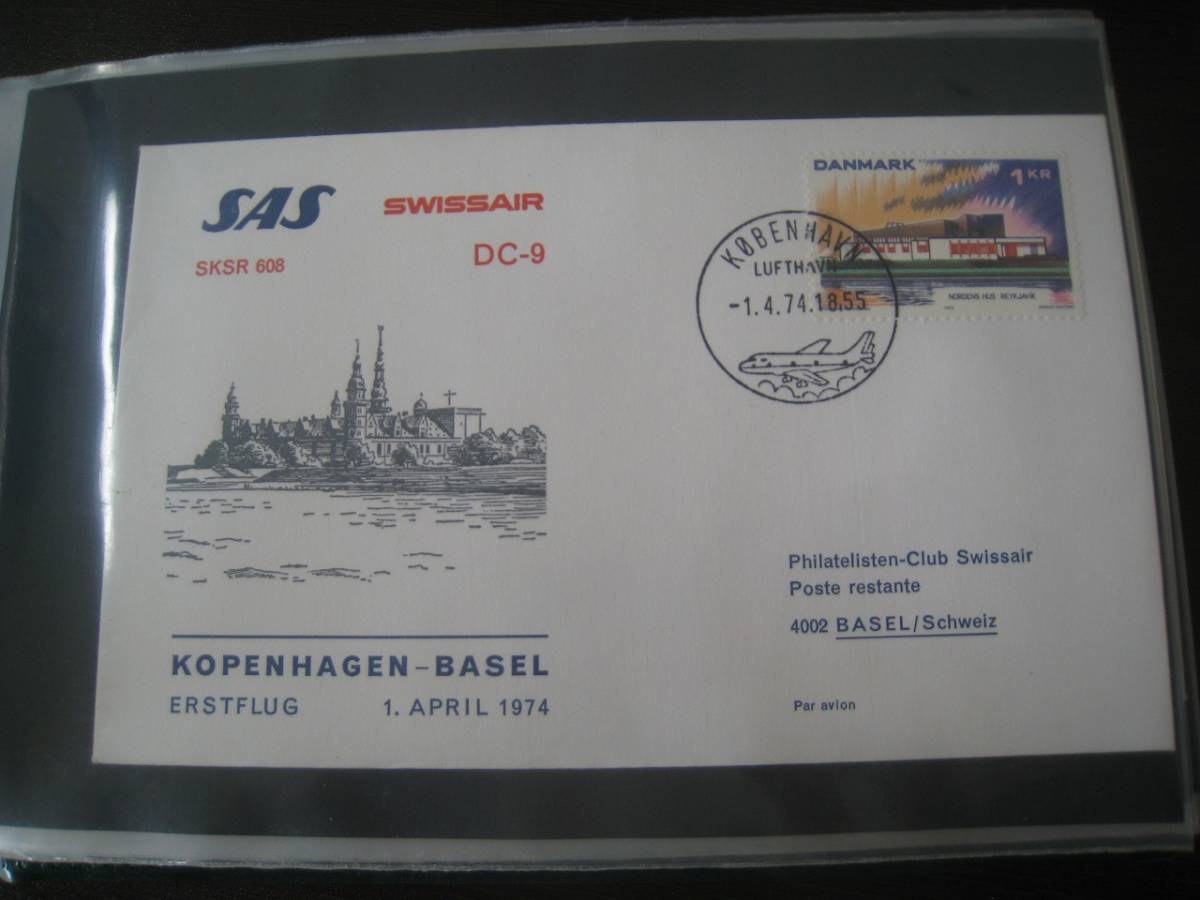 SAS SWISSAIR
SKSR 608 DC-9
DANMARK 1 KR
NORDENS HUS REYKJAVÍK
KØBENHAVN
LUFTHAVN
-1.4.74.18.55
Philatelisten-Club Swissair
Poste restante
4002 BASEL/Schweiz
KOPENHAGEN-BASEL
ERSTFLUG 1. APRIL 1974
Par avion